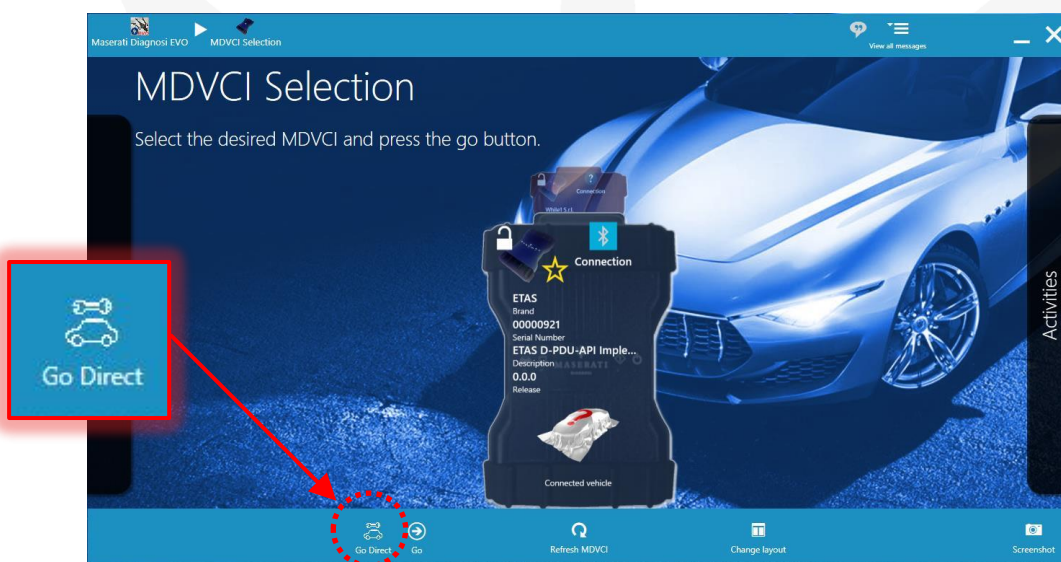 Maserati Diagnosi EVO
MDVCI Selection
View all messages
MDVCI Selection
Select the desired MDVCI and press the go button.
Connection
While1 S.r.l.
Connection
ETAS
Brand
00000921
Serial Number
ETAS D-PDU-API Imple...
Description
MASERATI
0.0.0
Release
Connected vehicle
Activities
Go Direct
Go Direct
Go
Refresh MDVCI
Change layout
Screenshot